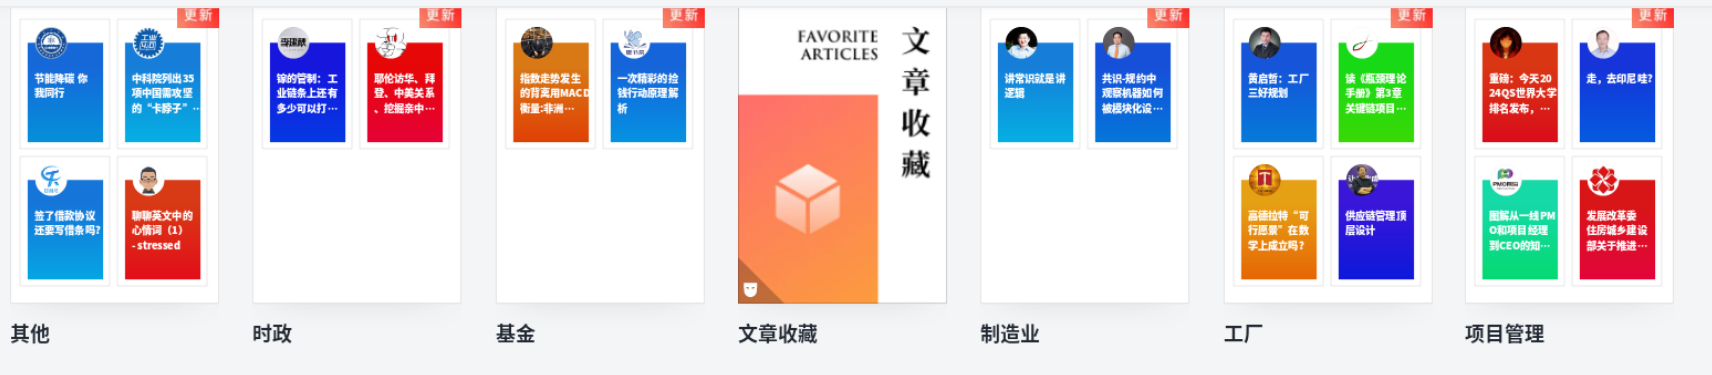 更新
更新
更新
更新
更新
更新
节能降碳 你
我同行
中科院列出35
项中国需攻坚
的“卡脖子”…
签了借款协议
还要写借条吗?
聊聊英文中的
心情词（1）
- stressed
其他
镓的管制：工
业链条上还有
多少可以打…
耶伦访华、拜
登、中美关系
、挖掘亲中…
时政
指数走势发生
的背离用MACD
衡量:非洲…
一次精彩的捡
钱行动原理解
析
基金
FAVORITE
ARTICLES
文章收藏
文章收藏
讲常识就是讲
逻辑
共识-规约中
观察机器如何
被模块化设…
制造业
黄启哲：工厂
三好规划
读《瓶颈理论
手册》第3章
关键链项目…
高德拉特“可
行愿景”在数
学上成立吗?
供应链管理顶
层设计
工厂
重磅：今天20
24QS世界大学
排名发布，…
走，去印尼哇?
图解从一线PM
O和项目经理
到CEO的知…
发展改革委
住房城乡建设
部关于推进…
项目管理